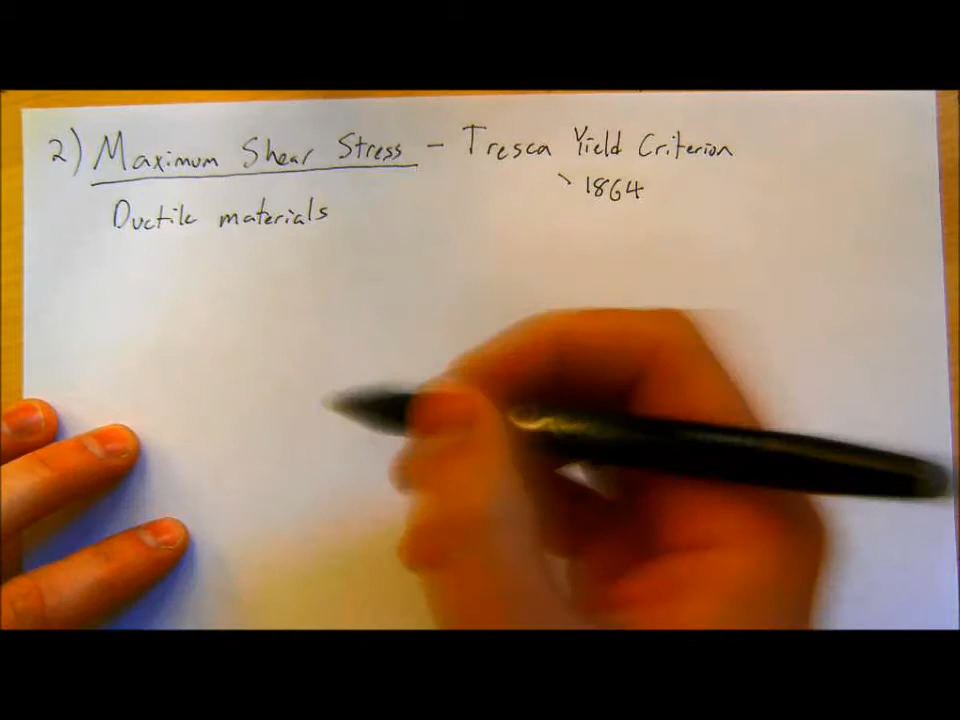 2) Maximum Shear Stress - Tresca Yield Criterion
1864
Ductile materials